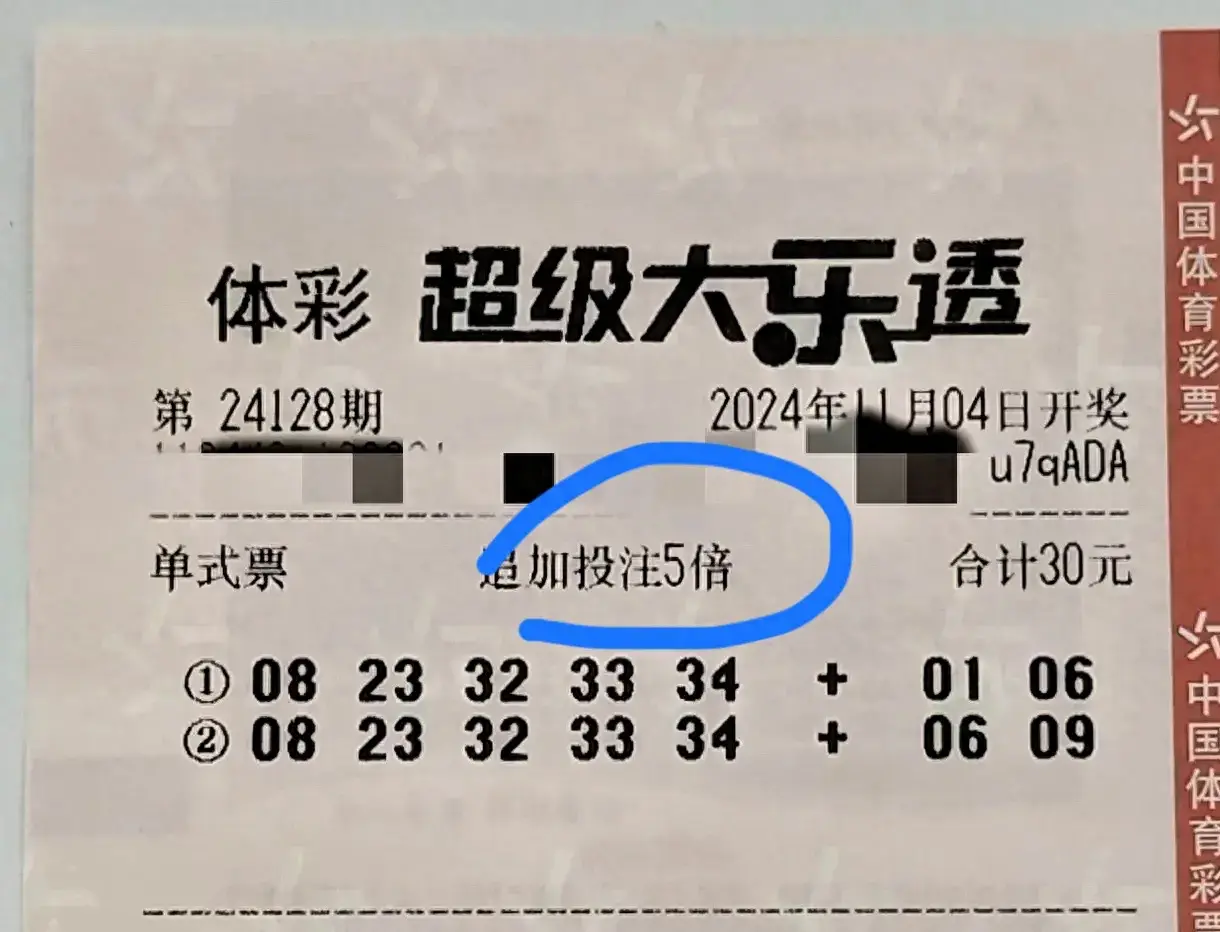 体彩 超级大乐透
第 24128期 2024年11月04日开奖
u7qADA
单式票 追加投注5倍 合计30元
① 08 23 32 33 34 + 01 06
② 08 23 32 33 34 + 06 09
中国体育彩票
中国体育彩票